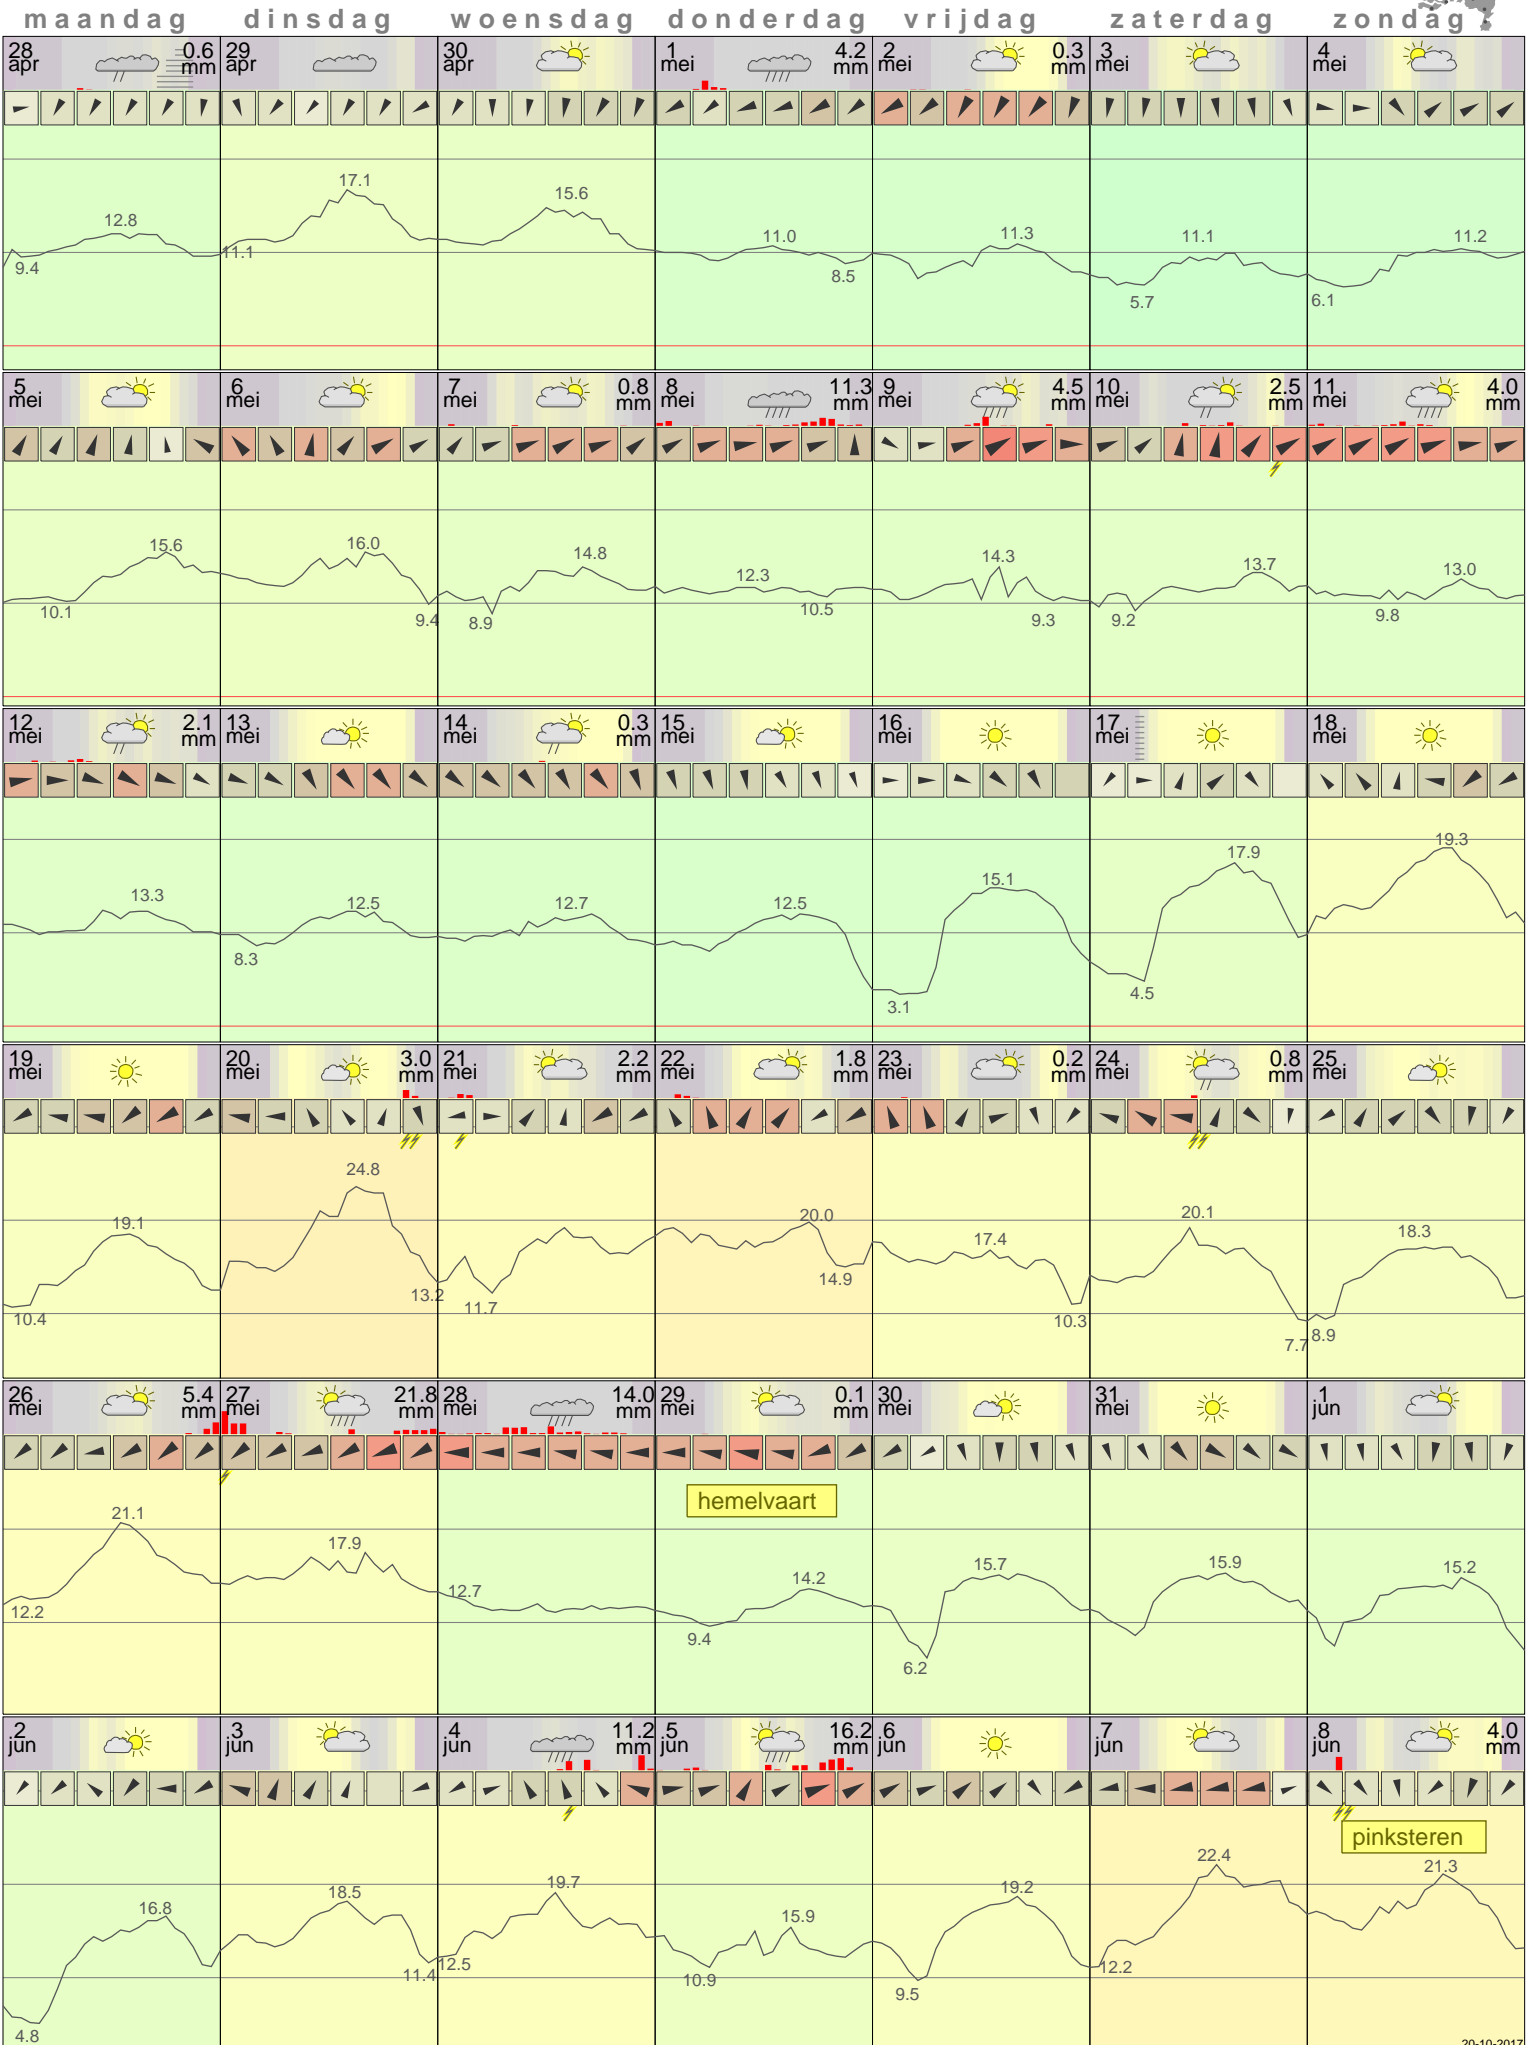 maandag dinsdag woensdag donderdag vrijdag zaterdag zondag
28 apr 0.6 mm 29 apr 30 apr 1 mei 4.2 mm 2 mei 0.3 mm 3 mei 4 mei
17.1
15.6
12.8 11.0 11.3 11.1 11.2
9.4 11.1 8.5 5.7 6.1
5 mei 6 mei 7 mei 0.8 mm 8 mei 11.3 9 mei 4.5 mm 10 mei 2.5 mm 11 mei 4.0 mm
15.6 16.0 14.8 12.3 14.3 13.7 13.0
10.1 9.4 8.9 10.5 9.3 9.2 9.8
12 mei 2.1 mm 13 mei 14 mei 0.3 mm 15 mei 16 mei 17 mei 18 mei
13.3 12.5 12.7 12.5 15.1 17.9 19.3
8.3 3.1 4.5
19 mei 20 mei 3.0 mm 21 mei 2.2 mm 22 mei 1.8 mm 23 mei 0.2 mm 24 mei 0.8 mm 25 mei
19.1 24.8 20.0 17.4 20.1 18.3
10.4 13.2 11.7 14.9 10.3 7.7 8.9
26 mei 5.4 mm 27 mei 21.8 28 mei 14.0 29 mei 0.1 mm 30 mei 31 mei 1 jun
hemelvaart
21.1 17.9 12.7 14.2 15.7 15.9 15.2
12.2 9.4 6.2
2 jun 3 jun 4 jun 11.2 mm 5 jun 16.2 6 jun 7 jun 8 jun 4.0 mm
pinksteren
16.8 18.5 19.7 15.9 19.2 22.4 21.3
4.8 11.4 12.5 10.9 9.5 12.2
20-10-2017